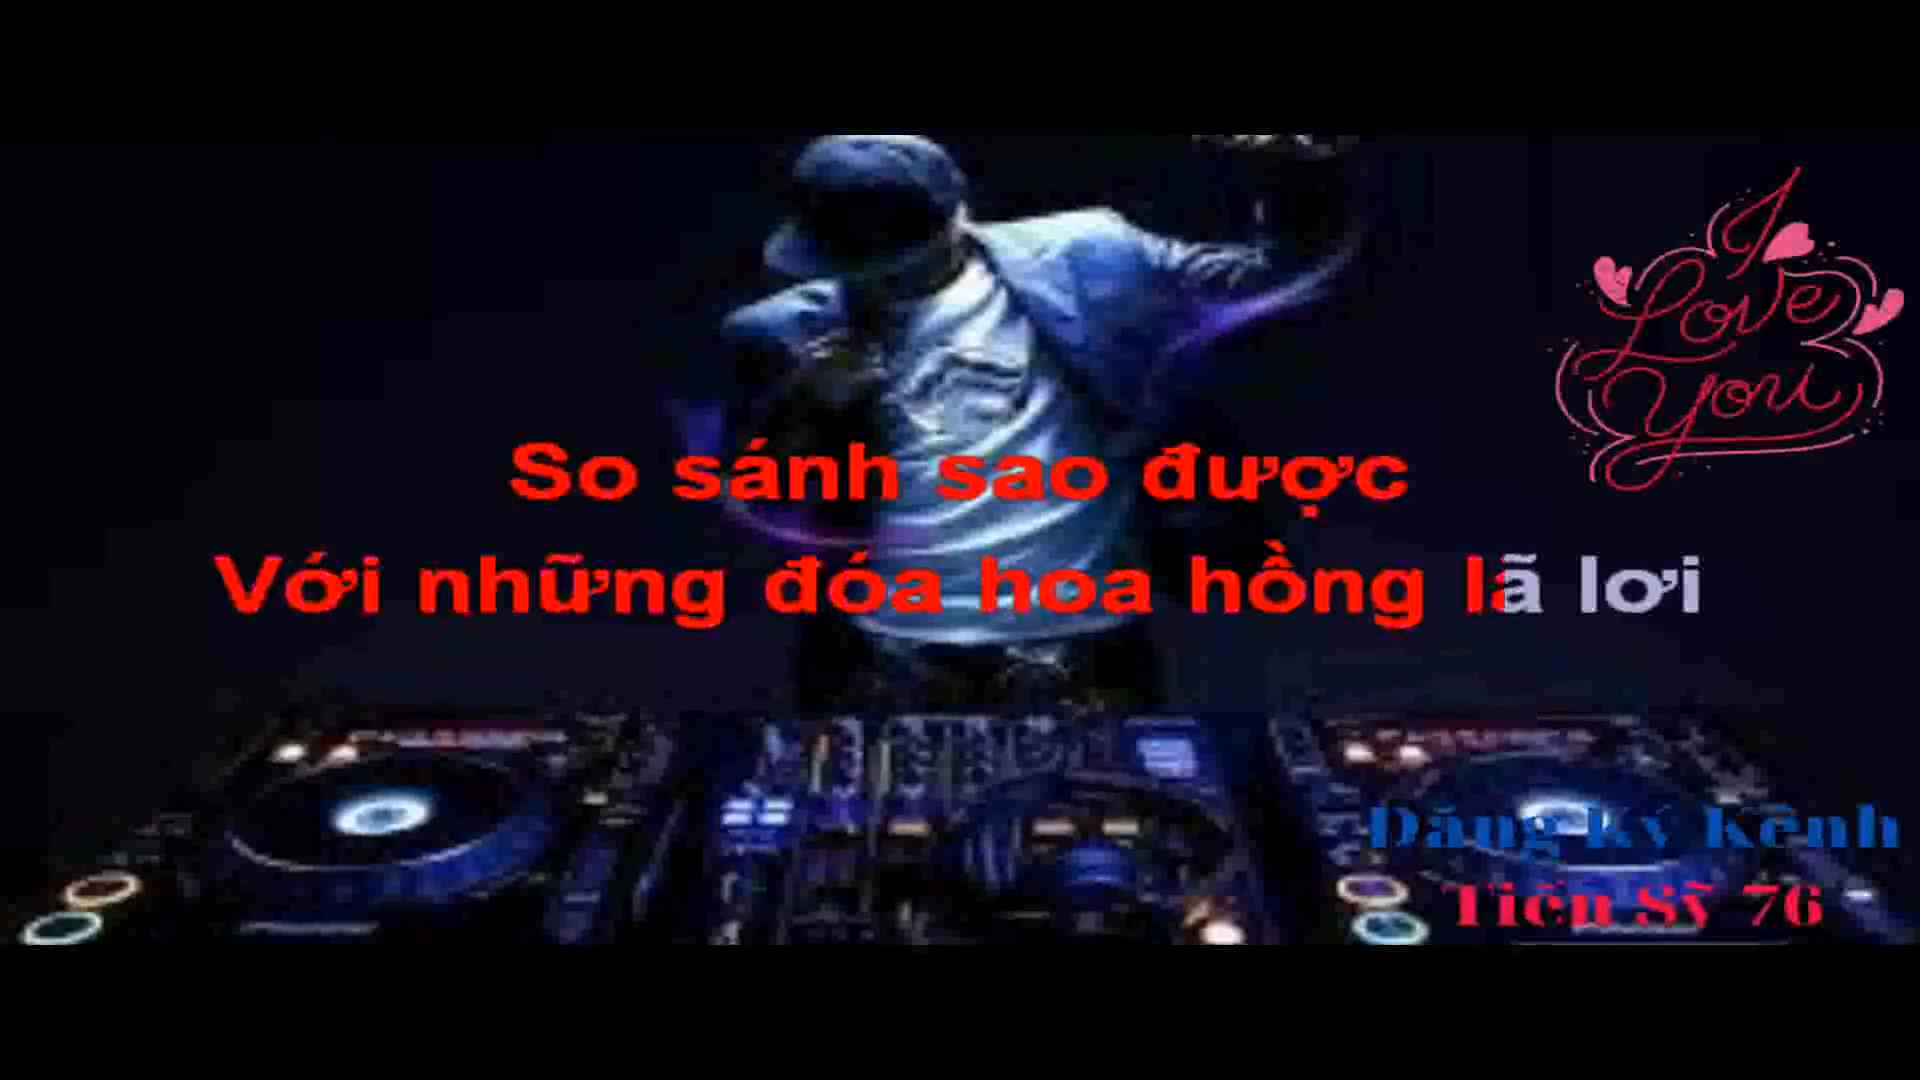 I
Love
You
So sánh sao được
Với những đóa hoa hồng lã lơi
Đăng Ký Kênh
Tiến Sỹ 76